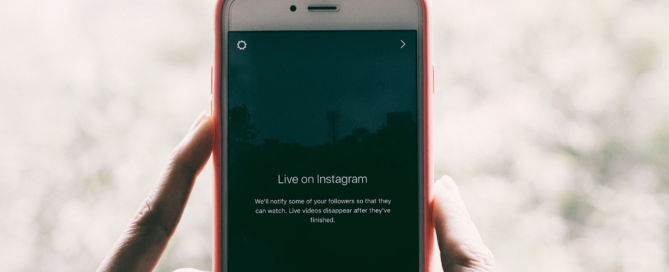 Live on Instagram
We'll notify some of your followers so that they
can watch. Live videos disappear after they've
finished.